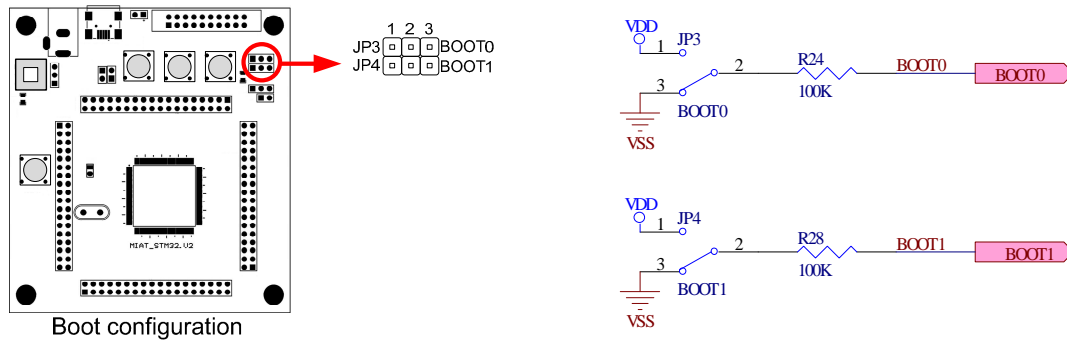 1 2 3
JP3 BOOT0
JP4 BOOT1
MIAT_STM32.V2
Boot configuration
VDD
1 JP3
2 R24 BOOT0 BOOT0
3 100K
BOOT0
VSS
VDD
1 JP4
2 R28 BOOT1 BOOT1
3 100K
BOOT1
VSS